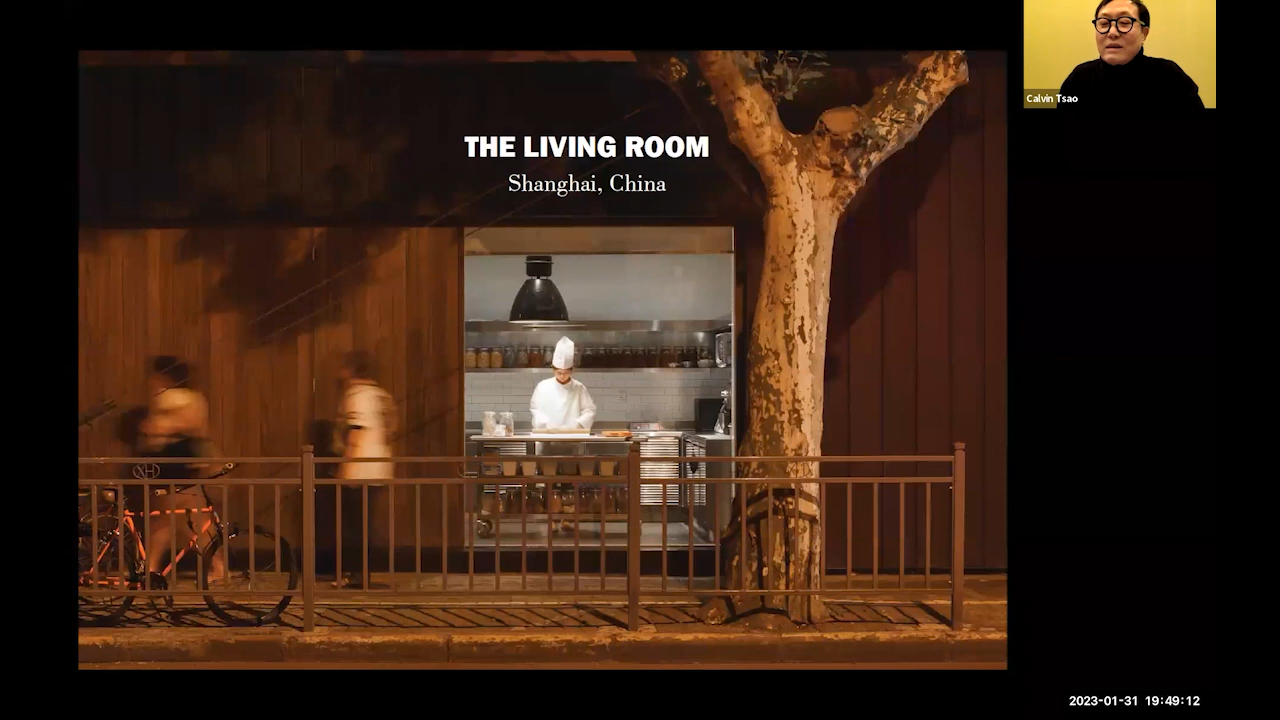 THE LIVING ROOM
Shanghai, China
Calvin Tsao
2023-01-31 19:49:12